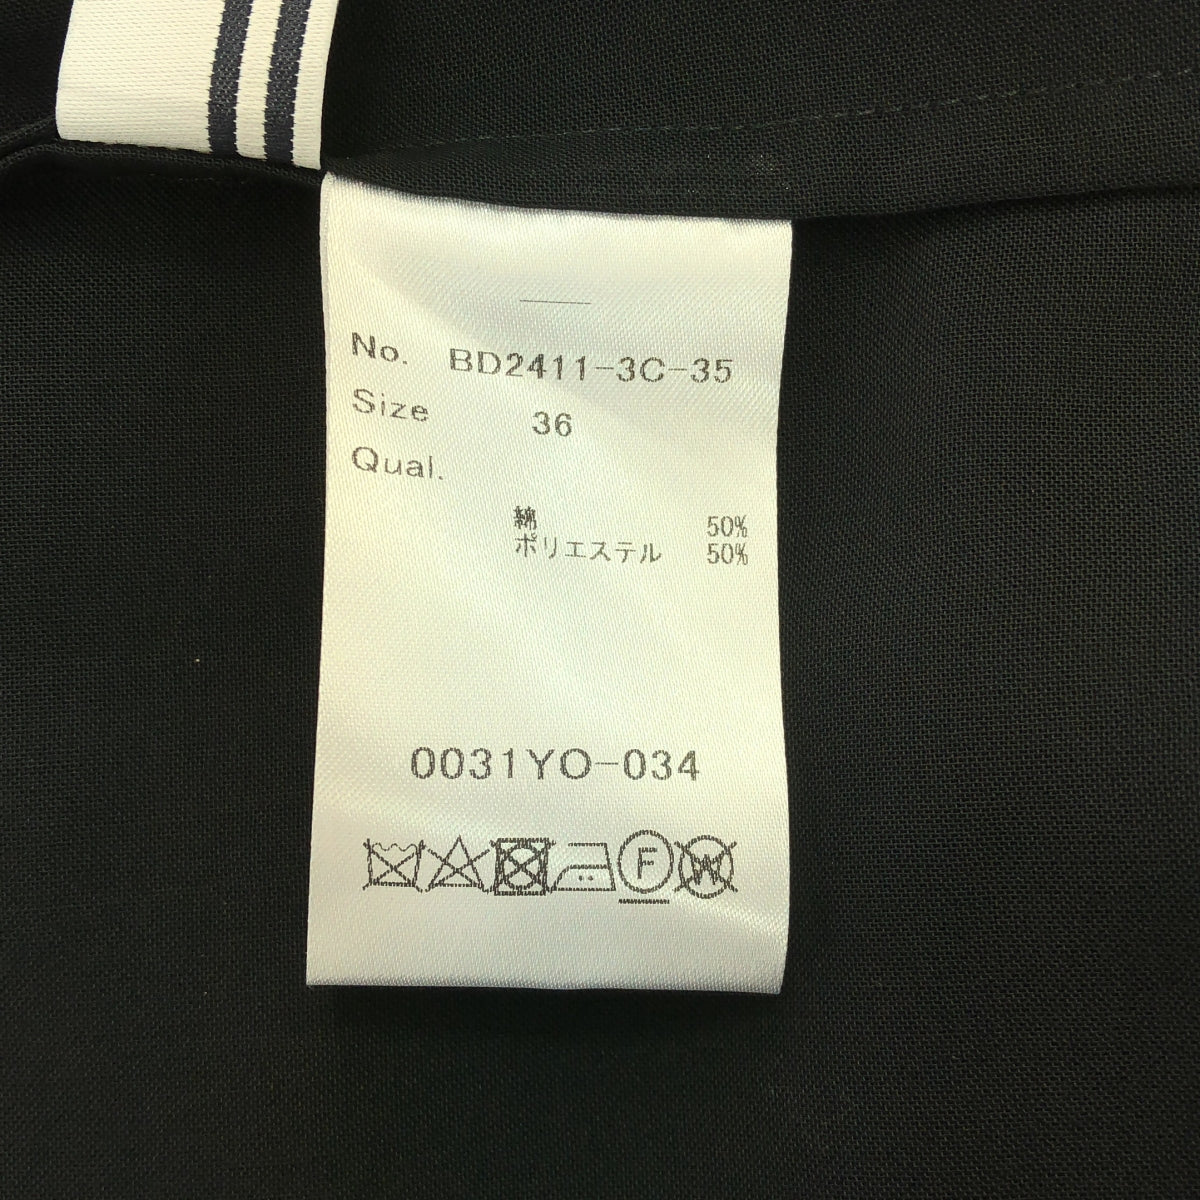 No. BD2411-3C-35
Size 36
Qual.
綿 50%
ポリエステル 50%
0031YO-034
F W